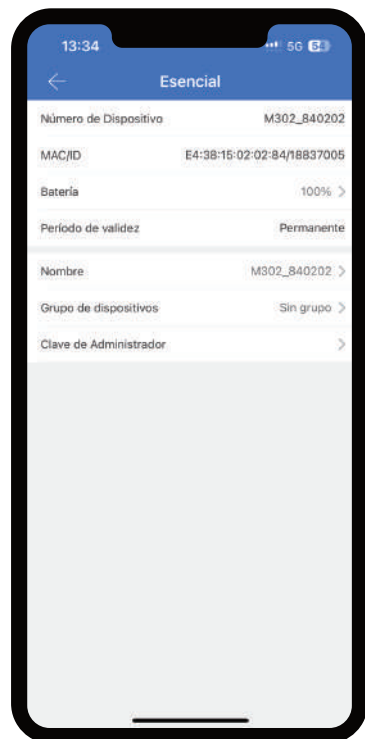 13:34 5G 54
Esencial
Número de Dispositivo M302_840202
MAC/ID E4:38:15:02:02:84/18837005
Batería 100%
Período de validez Permanente
Nombre M302_840202
Grupo de dispositivos Sin grupo
Clave de Administrador